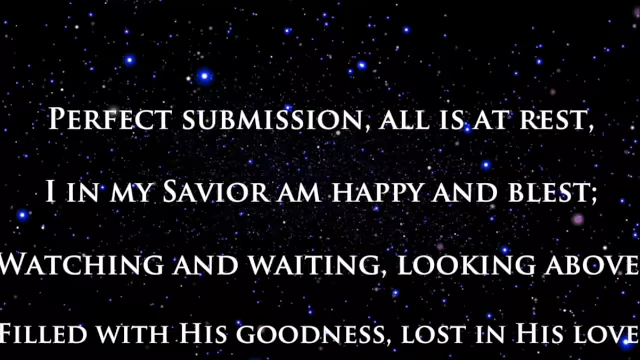 Perfect submission, all is at rest,
I in my Savior am happy and blest;
Watching and waiting, looking above
Filled with His goodness, lost in His love